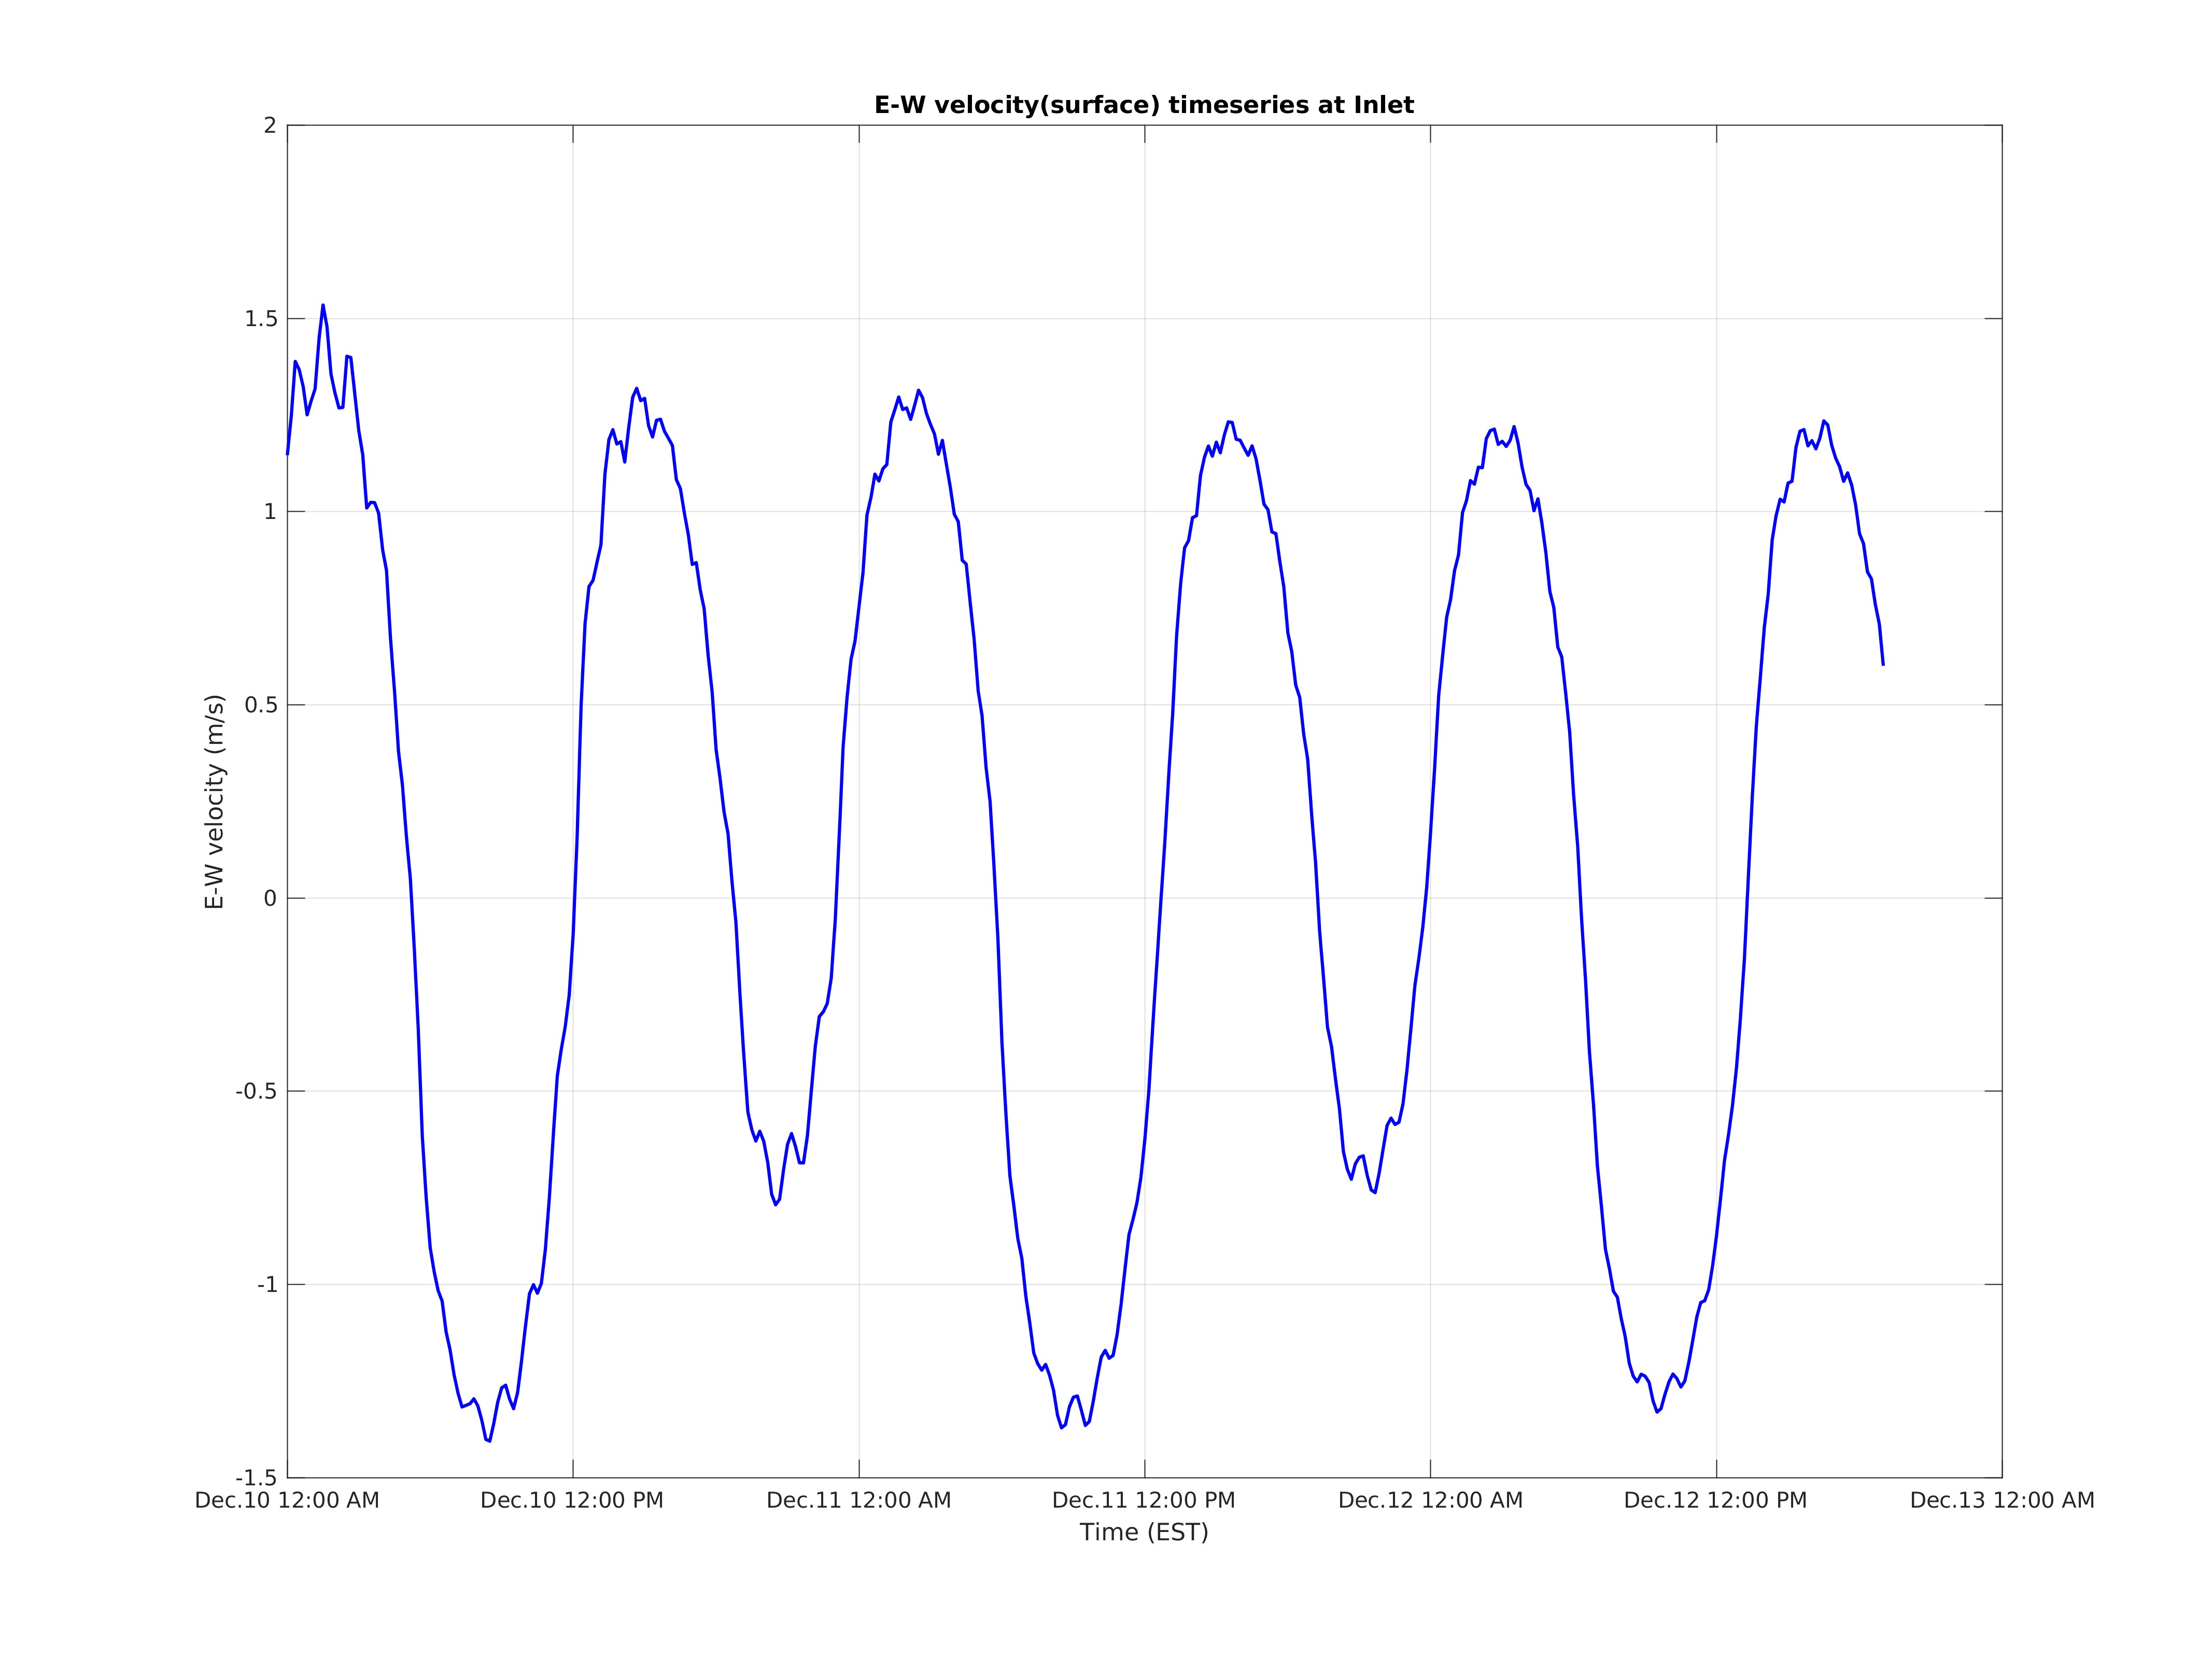 E-W velocity(surface) timeseries at Inlet
2
1.5
1
0.5
0
-0.5
-1
-1.5
E-W velocity (m/s)
Dec.10 12:00 AM Dec.10 12:00 PM Dec.11 12:00 AM Dec.11 12:00 PM Dec.12 12:00 AM Dec.12 12:00 PM Dec.13 12:00 AM
Time (EST)